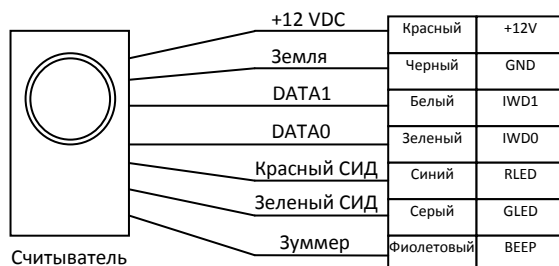 +12 VDC Красный +12V
Земля Черный GND
DATA1 Белый IWD1
DATA0 Зеленый IWD0
Красный СИД Синий RLED
Зеленый СИД Серый GLED
Зуммер Фиолетовый BEEP
Считыватель